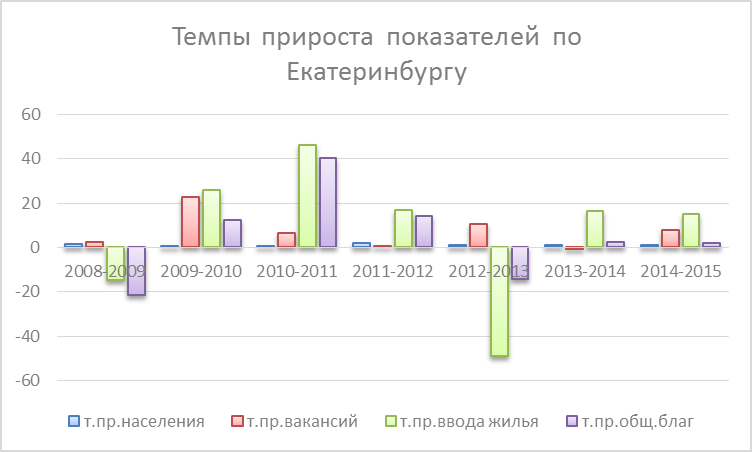 Темпы прироста показателей по
Екатеринбургу
60
40
20
0
-20
-40
-60
2008-2009 2009-2010 2010-2011 2011-2012 2012-2013 2013-2014 2014-2015
т.пр.населения т.пр.вакансий т.пр.ввода жилья т.пр.общ.благ